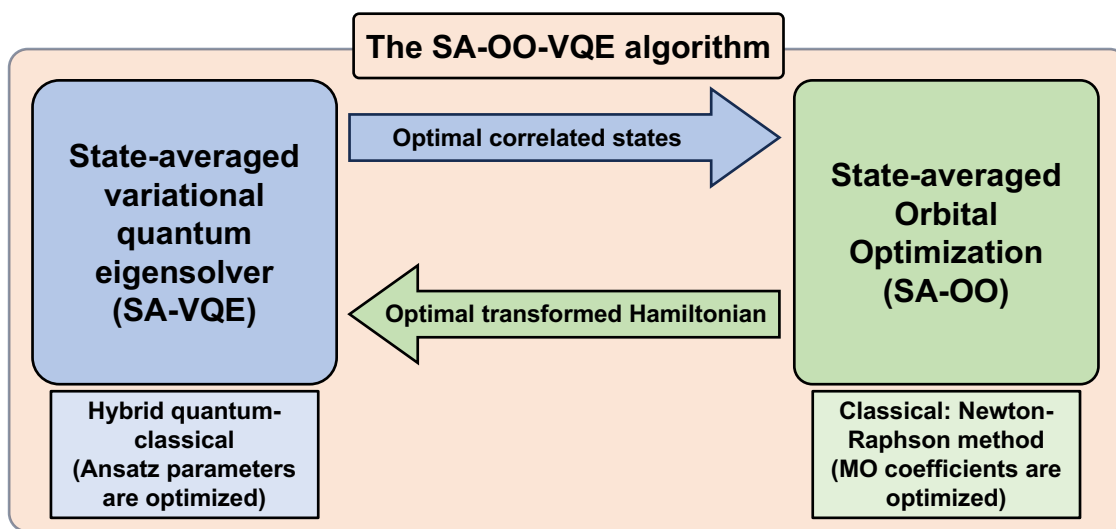 The SA-OO-VQE algorithm
State-averaged
variational
quantum
eigensolver
(SA-VQE)
Optimal correlated states
State-averaged
Orbital
Optimization
(SA-OO)
Optimal transformed Hamiltonian
Hybrid quantum-
classical
(Ansatz parameters
are optimized)
Classical: Newton-
Raphson method
(MO coefficients are
optimized)